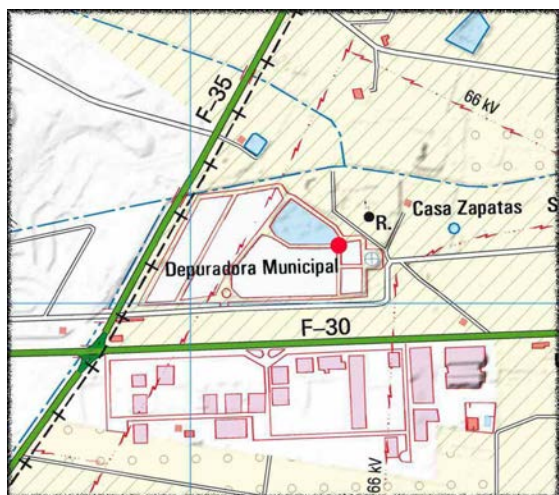 F-35
66 kV
R.
Casa Zapatas
S
Depuradora Municipal
F-30
66 kV